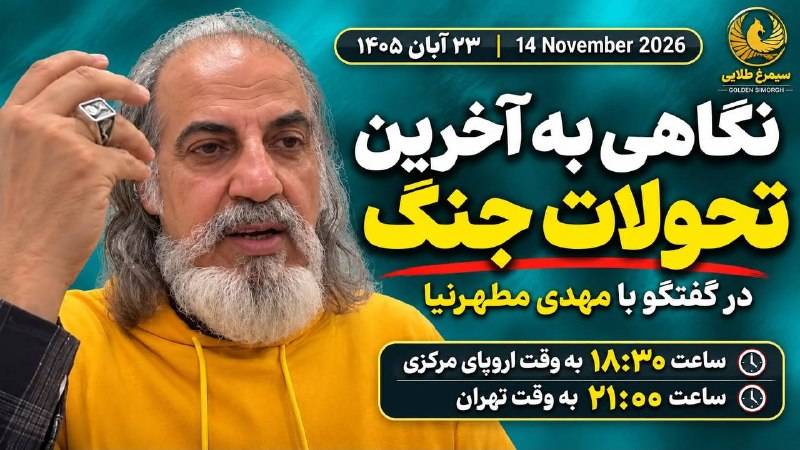 ۲۳ آبان ۱۴۰۵ | 14 November 2026
سیمرغ طلایی
GOLDEN SIMORGH
نگاهی به آخرین
تحولات جنگ
در گفتگو با مهدی مطهرنیا
ساعت ۱۸:۳۰ به وقت اروپای مرکزی
ساعت ۲۱:۰۰ به وقت تهران